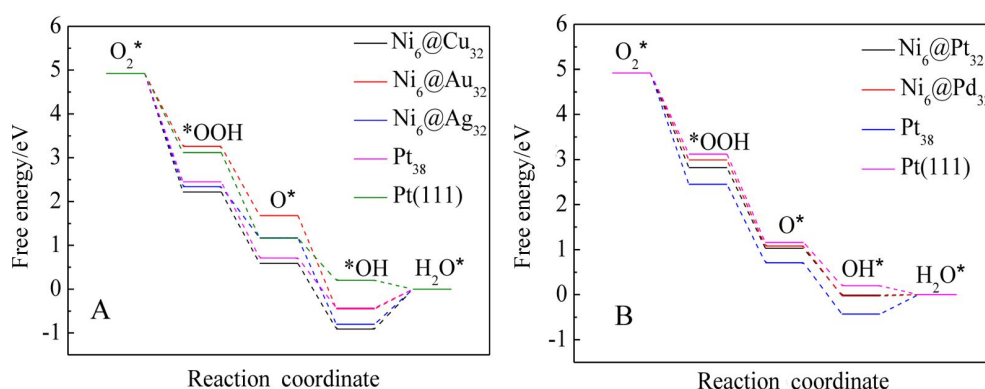 6
5
4
3
2
1
0
-1
Free energy/eV
Reaction coordinate
A
O₂*
*OOH
O*
*OH
H₂O*
Ni₆@Cu₃₂
Ni₆@Au₃₂
Ni₆@Ag₃₂
Pt₃₈
Pt(111)
6
5
4
3
2
1
0
-1
Free energy/eV
Reaction coordinate
B
O₂*
*OOH
O*
OH*
H₂O*
Ni₆@Pt₃₂
Ni₆@Pd₃
Pt₃₈
Pt(111)